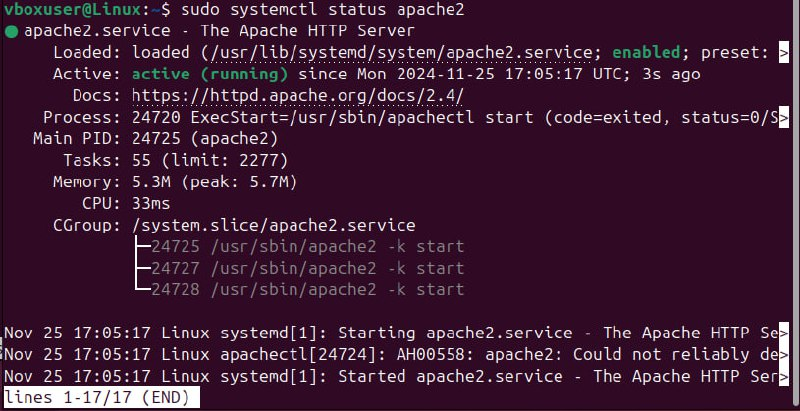 vboxuser@Linux:~$ sudo systemctl status apache2
● apache2.service - The Apache HTTP Server
Loaded: loaded (/usr/lib/systemd/system/apache2.service; enabled; preset: >
Active: active (running) since Mon 2024-11-25 17:05:17 UTC; 3s ago
Docs: https://httpd.apache.org/docs/2.4/
Process: 24720 ExecStart=/usr/sbin/apachectl start (code=exited, status=0/S>
Main PID: 24725 (apache2)
Tasks: 55 (limit: 2277)
Memory: 5.3M (peak: 5.7M)
CPU: 33ms
CGroup: /system.slice/apache2.service
├─24725 /usr/sbin/apache2 -k start
├─24727 /usr/sbin/apache2 -k start
└─24728 /usr/sbin/apache2 -k start
Nov 25 17:05:17 Linux systemd[1]: Starting apache2.service - The Apache HTTP Se>
Nov 25 17:05:17 Linux apachectl[24724]: AH00558: apache2: Could not reliably de>
Nov 25 17:05:17 Linux systemd[1]: Started apache2.service - The Apache HTTP Ser>
lines 1-17/17 (END)